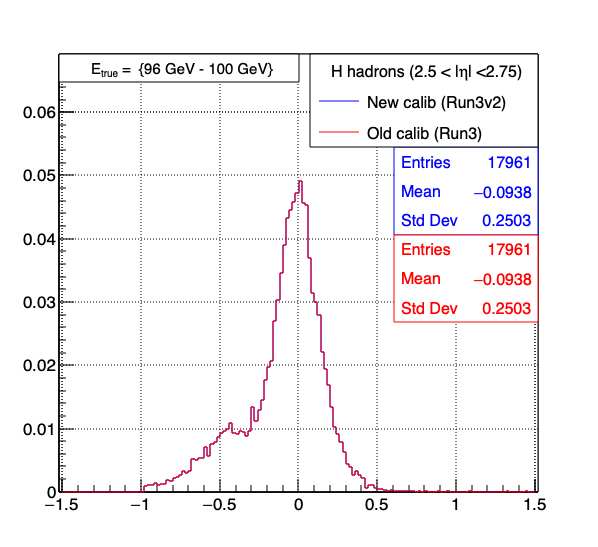 E_true = {96 GeV - 100 GeV}
H hadrons (2.5 < |η| <2.75)
New calib (Run3v2)
Old calib (Run3)
Entries 17961
Mean −0.0938
Std Dev 0.2503
Entries 17961
Mean −0.0938
Std Dev 0.2503
0.06
0.05
0.04
0.03
0.02
0.01
0
−1.5 −1 −0.5 0 0.5 1 1.5